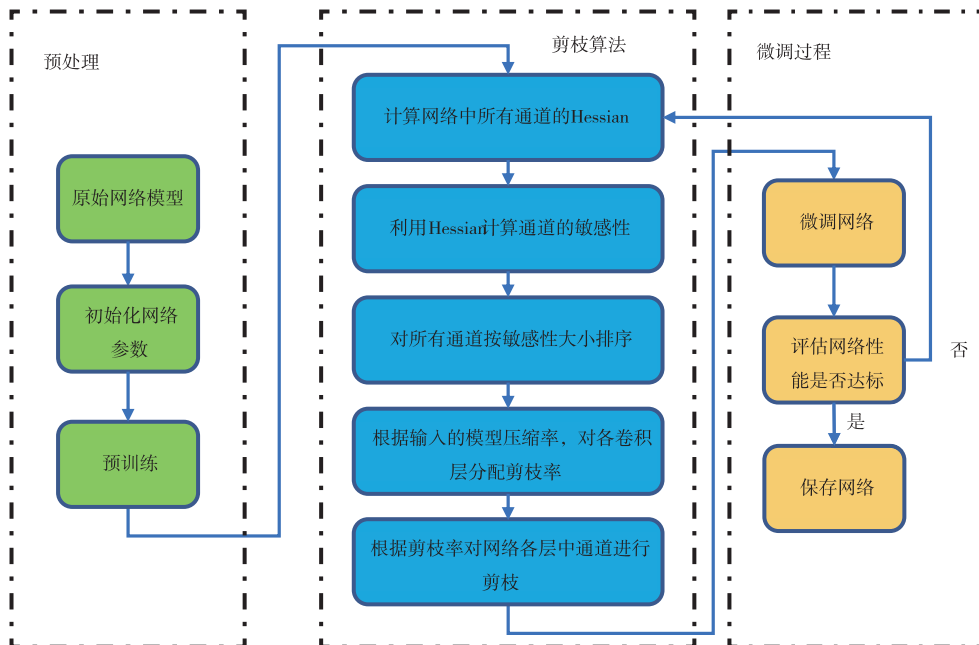 预处理
原始网络模型
初始化网络
参数
预训练
剪枝算法
计算网络中所有通道的Hessian
利用Hessian计算通道的敏感性
对所有通道按敏感性大小排序
根据输入的模型压缩率，对各卷积
层分配剪枝率
根据剪枝率对网络各层中通道进行
剪枝
微调过程
微调网络
评估网络性
能是否达标
否
是
保存网络